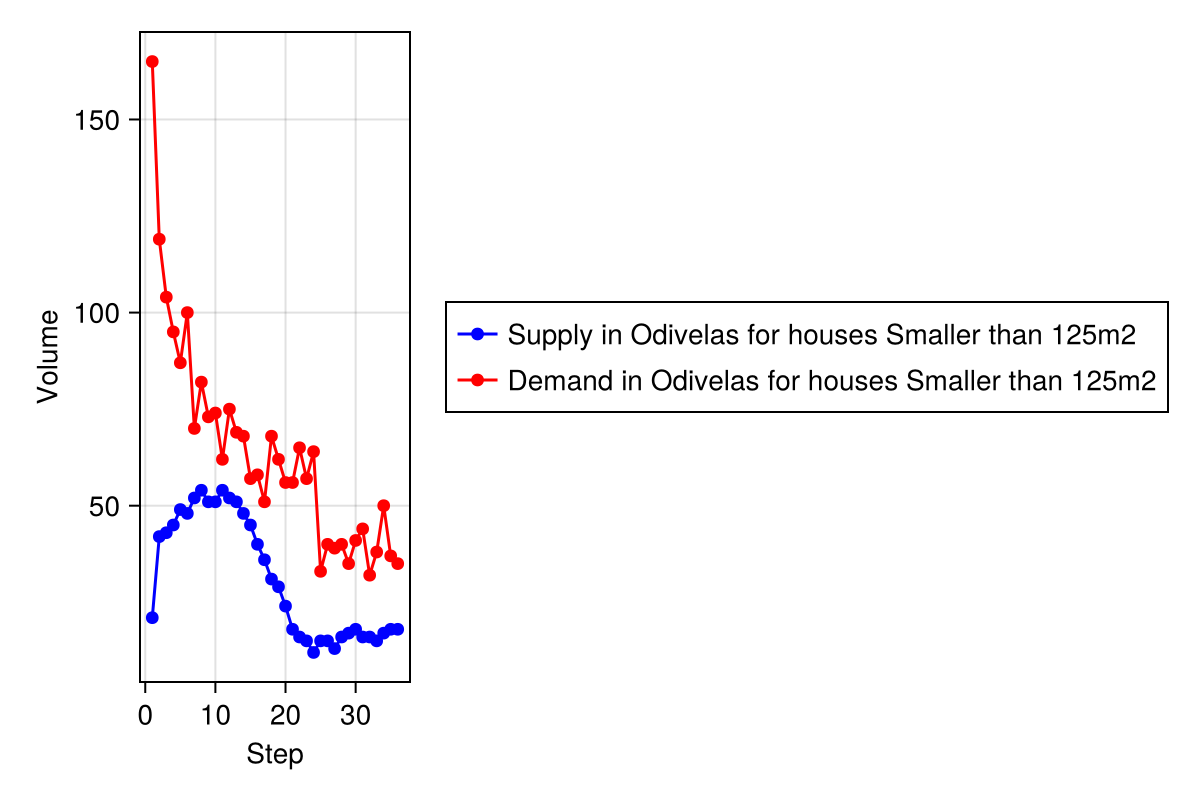 150
100
50
Volume
0 10 20 30
Step
Supply in Odivelas for houses Smaller than 125m2
Demand in Odivelas for houses Smaller than 125m2